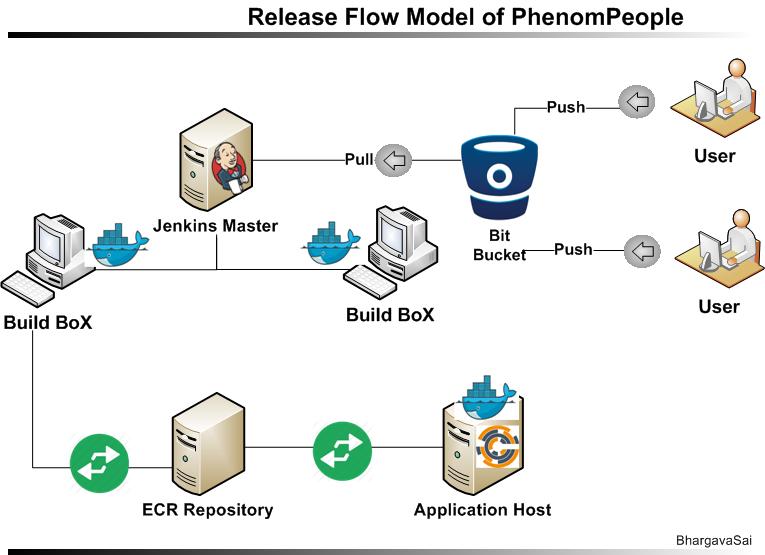 Release Flow Model of PhenomPeople
Push
User
Pull
Jenkins Master
Bit
Bucket
Push
User
Build BoX
Build BoX
ECR Repository
Application Host
BhargavaSai